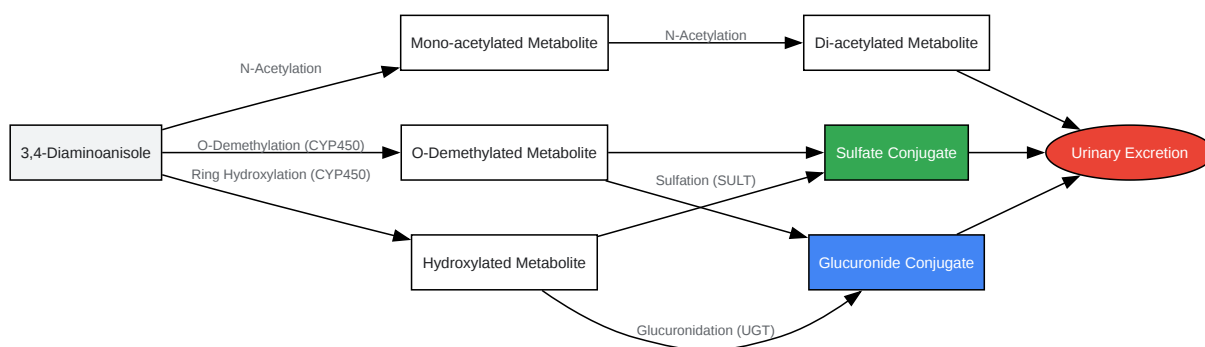 Mono-acetylated Metabolite
N-Acetylation
Di-acetylated Metabolite
N-Acetylation
3,4-Diaminoanisole
O-Demethylation (CYP450)
O-Demethylated Metabolite
Sulfate Conjugate
Urinary Excretion
Ring Hydroxylation (CYP450)
Sulfation (SULT)
Hydroxylated Metabolite
Glucuronide Conjugate
Glucuronidation (UGT)